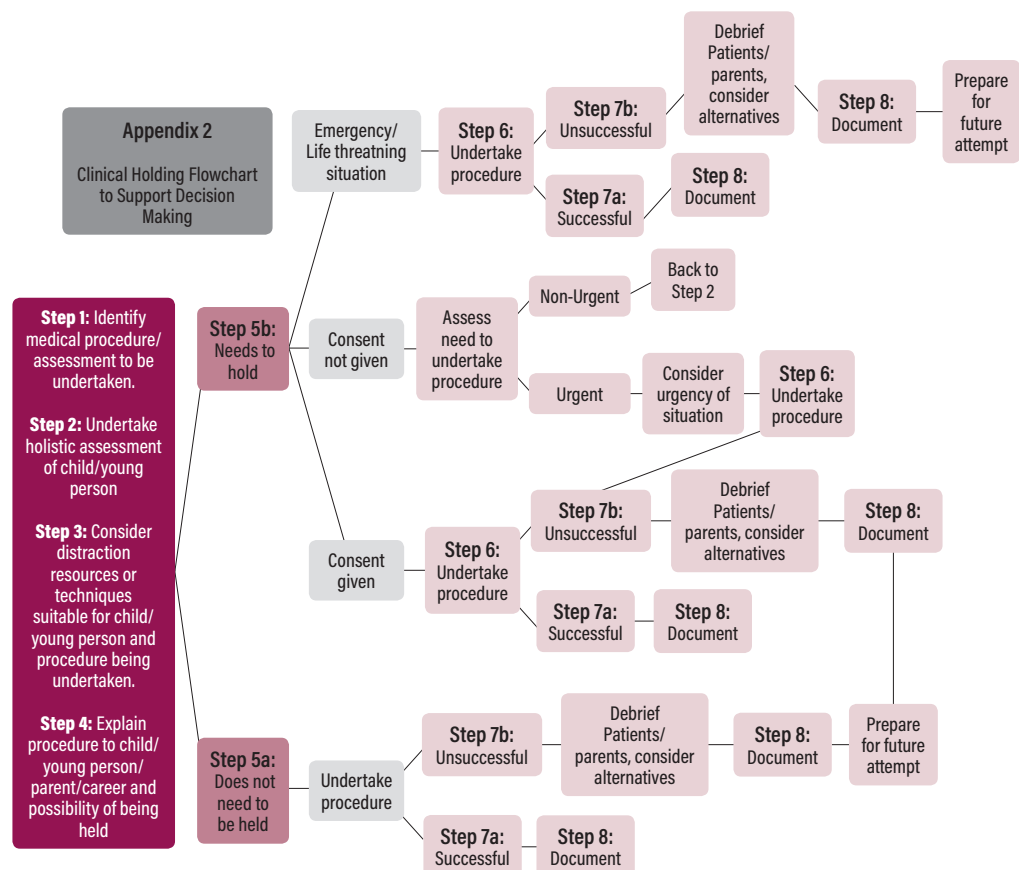 Appendix 2
Clinical Holding Flowchart
to Support Decision
Making
Step 1: Identify
medical procedure/
assessment to be
undertaken.
Step 2: Undertake
holistic assessment
of child/young
person
Step 3: Consider
distraction
resources or
techniques
suitable for child/
young person and
procedure being
undertaken.
Step 4: Explain
procedure to child/
young person/
parent/career and
possibility of being
held
Step 5b:
Needs to
hold
Emergency/
Life threatning
situation
Step 6:
Undertake
procedure
Step 7b:
Unsuccessful
Debrief
Patients/
parents,
consider
alternatives
Step 8:
Document
Prepare
for
future
attempt
Step 7a:
Successful
Step 8:
Document
Consent
not given
Assess
need to
undertake
procedure
Non-Urgent
Back to
Step 2
Urgent
Consider
urgency of
situation
Step 6:
Undertake
procedure
Consent
given
Step 6:
Undertake
procedure
Step 7b:
Unsuccessful
Debrief
Patients/
parents, consider
alternatives
Step 8:
Document
Step 7a:
Successful
Step 8:
Document
Step 5a:
Does not
need to
be held
Undertake
procedure
Step 7b:
Unsuccessful
Debrief
Patients/
parents, consider
alternatives
Step 8:
Document
Prepare
for future
attempt
Step 7a:
Successful
Step 8:
Document